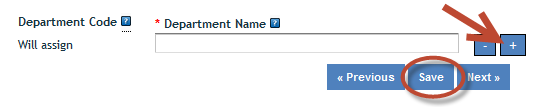 Department Code ? * Department Name ?
Will assign - +
« Previous Save Next »